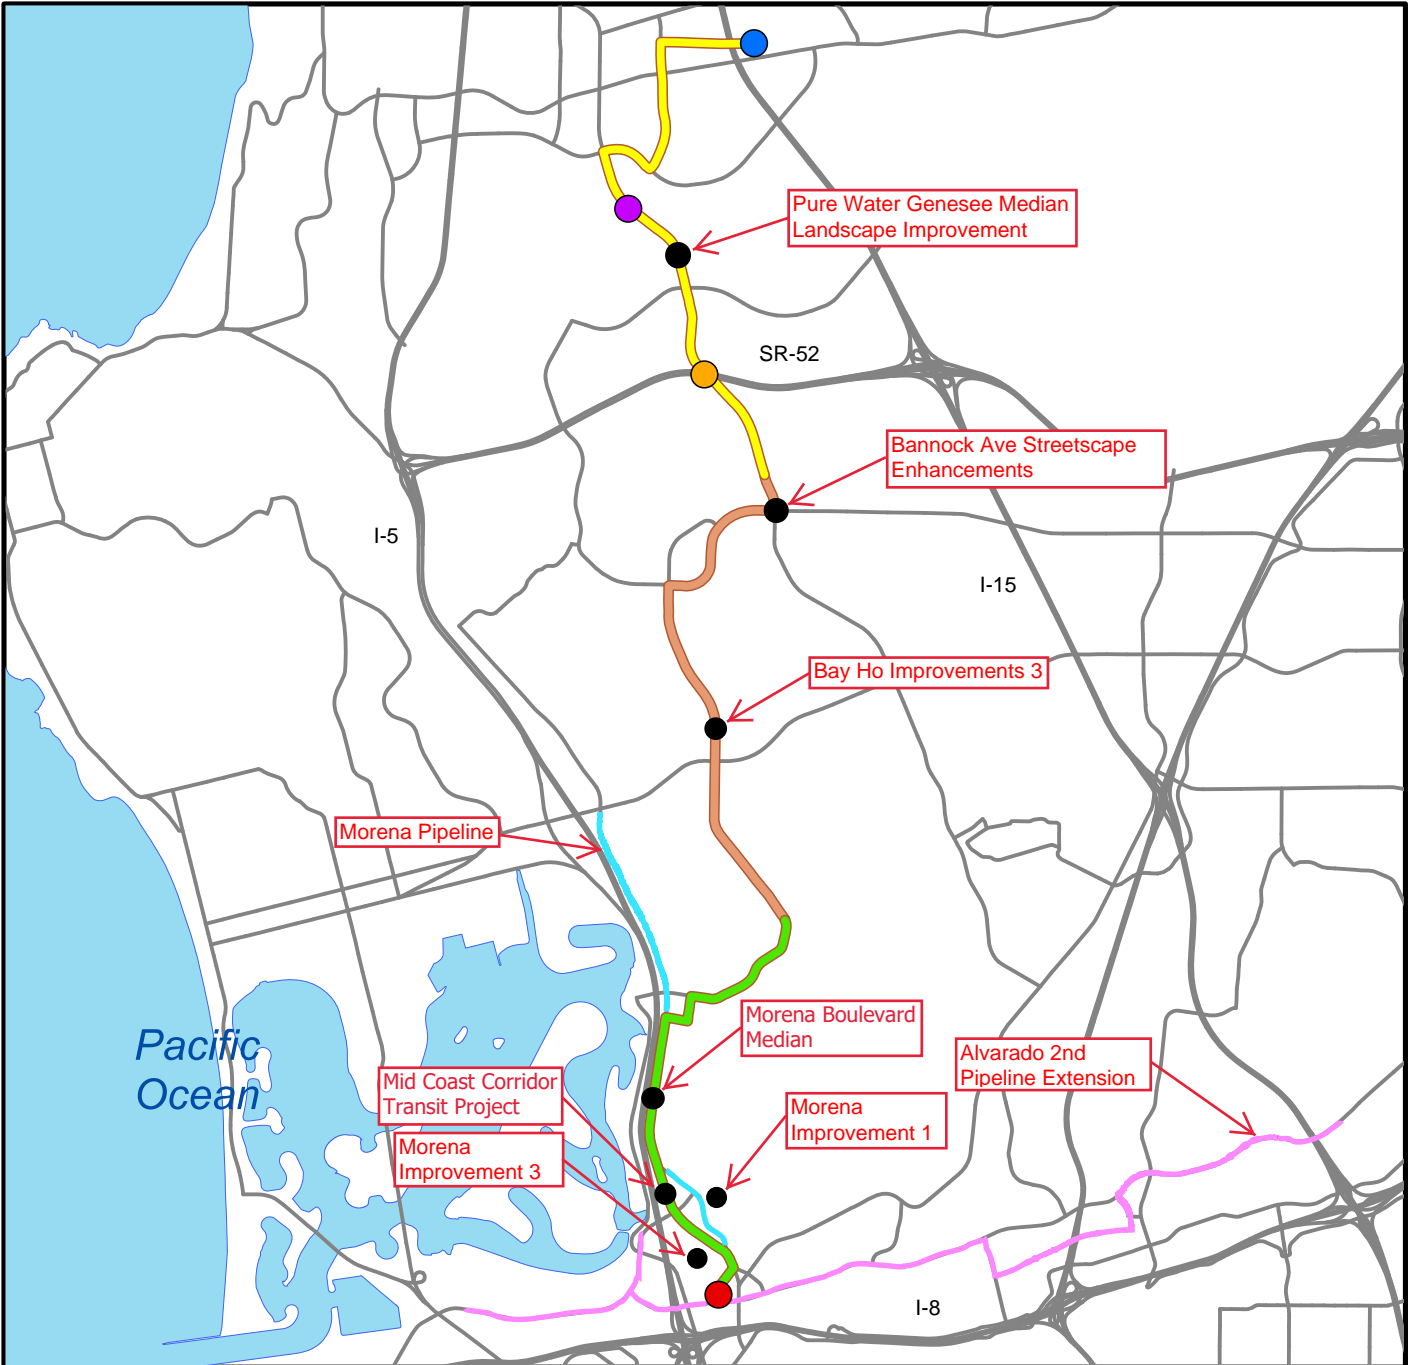 Pure Water Genesee Median
Landscape Improvement
SR-52
Bannock Ave Streetscape
Enhancements
I-5
I-15
Bay Ho Improvements 3
Morena Pipeline
Morena Boulevard
Median
Pacific
Ocean
Alvarado 2nd
Pipeline Extension
Mid Coast Corridor
Transit Project
Morena
Improvement 1
Morena
Improvement 3
I-8